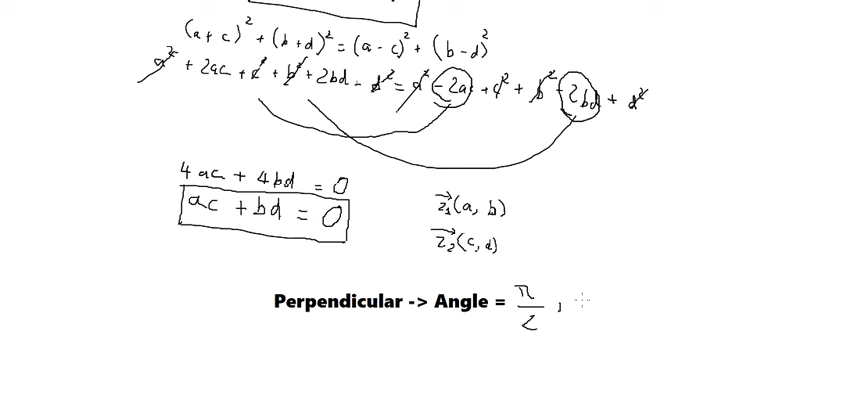 (a + c)² + (b + d)² = (a - c)² + (b - d)²
a² + 2ac + c² + b² + 2bd + d² = a² - 2a + c² + b² - 2bd + d²
4ac + 4bd = 0
ac + bd = 0
z₁(a, b)
z₂(c, d)
Perpendicular -> Angle = π/2 ,